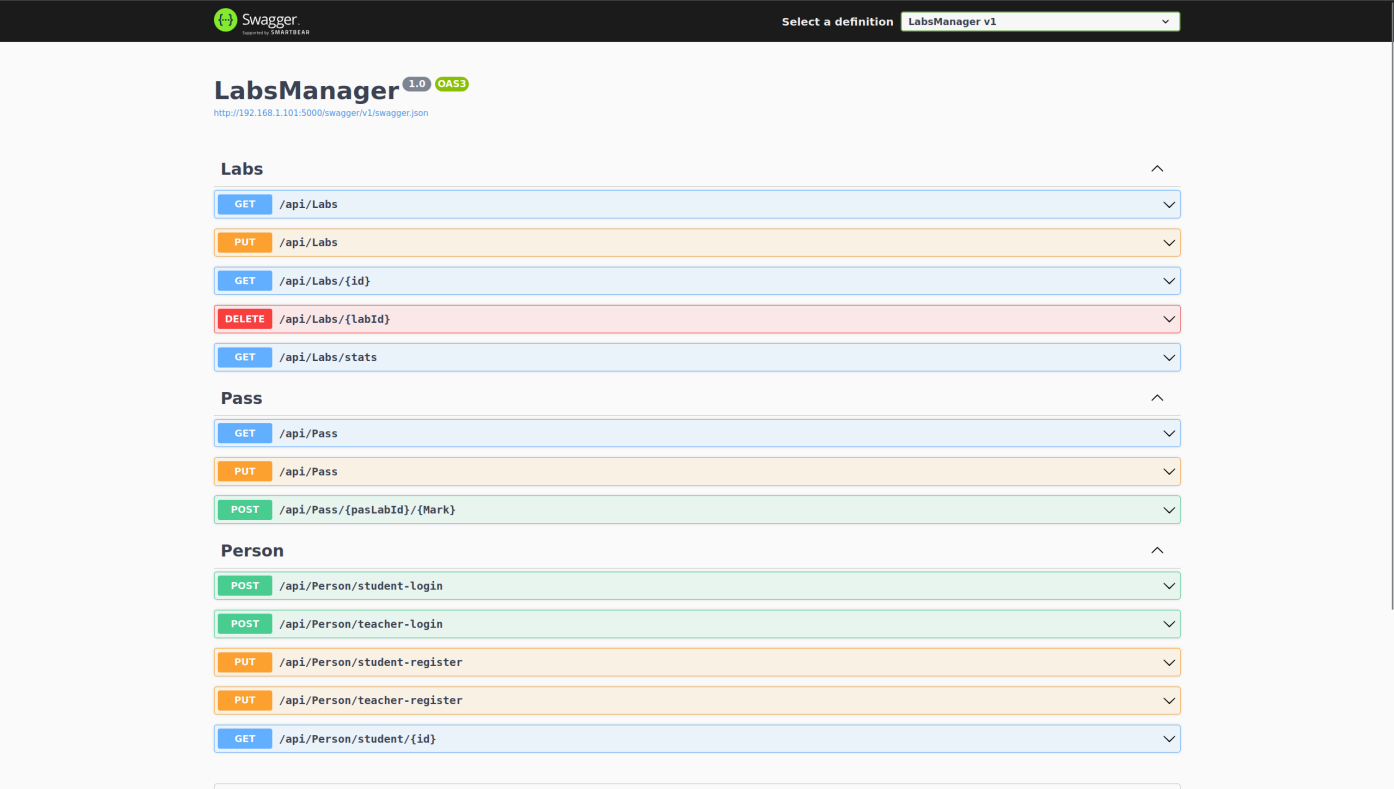 Swagger.
Supported by SMARTBEAR
Select a definition
LabsManager v1
LabsManager 1.0 OAS3
http://192.168.1.101:5000/swagger/v1/swagger.json
Labs
GET /api/Labs
PUT /api/Labs
GET /api/Labs/{id}
DELETE /api/Labs/{labId}
GET /api/Labs/stats
Pass
GET /api/Pass
PUT /api/Pass
POST /api/Pass/{pasLabId}/{Mark}
Person
POST /api/Person/student-login
POST /api/Person/teacher-login
PUT /api/Person/student-register
PUT /api/Person/teacher-register
GET /api/Person/student/{id}